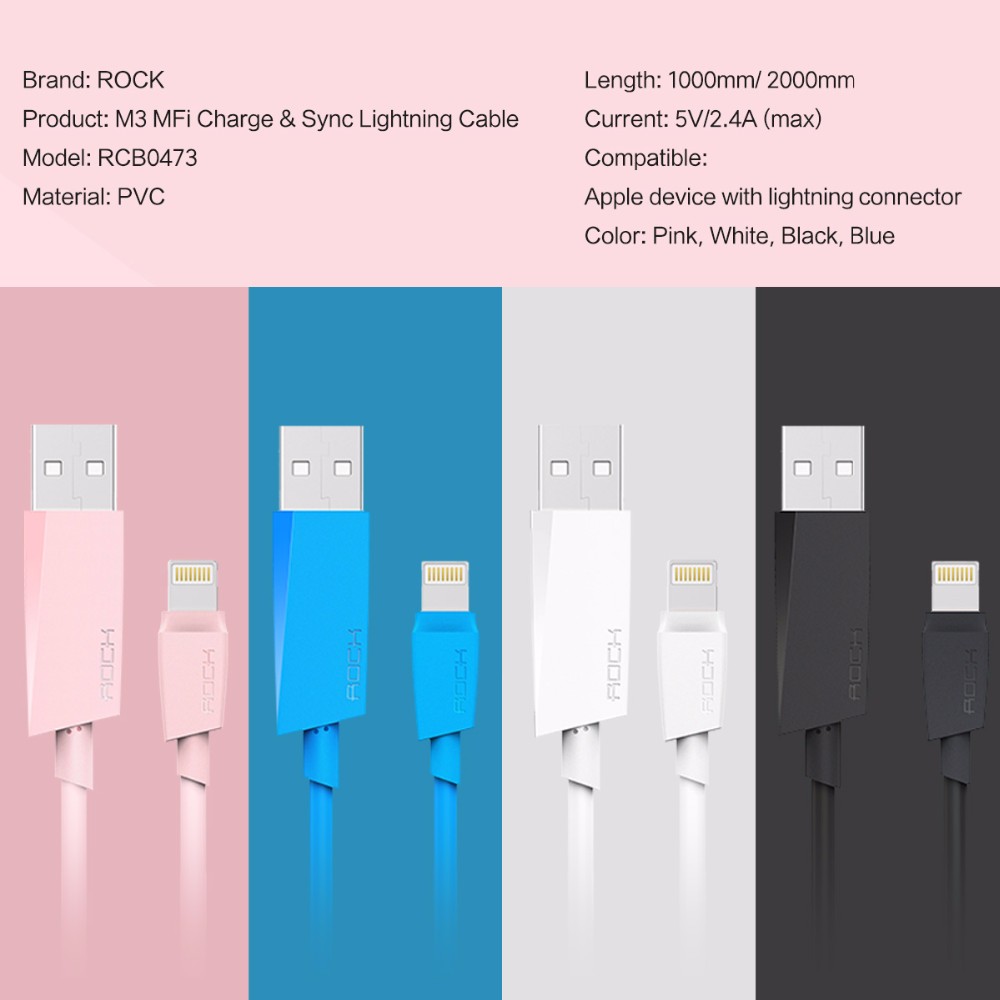 Brand: ROCK
Product: M3 MFi Charge & Sync Lightning Cable
Model: RCB0473
Material: PVC
Length: 1000mm/ 2000mm
Current: 5V/2.4A (max)
Compatible:
Apple device with lightning connector
Color: Pink, White, Black, Blue
ROCK
ROCK
ROCK
ROCK
ROCK
ROCK
ROCK
ROCK